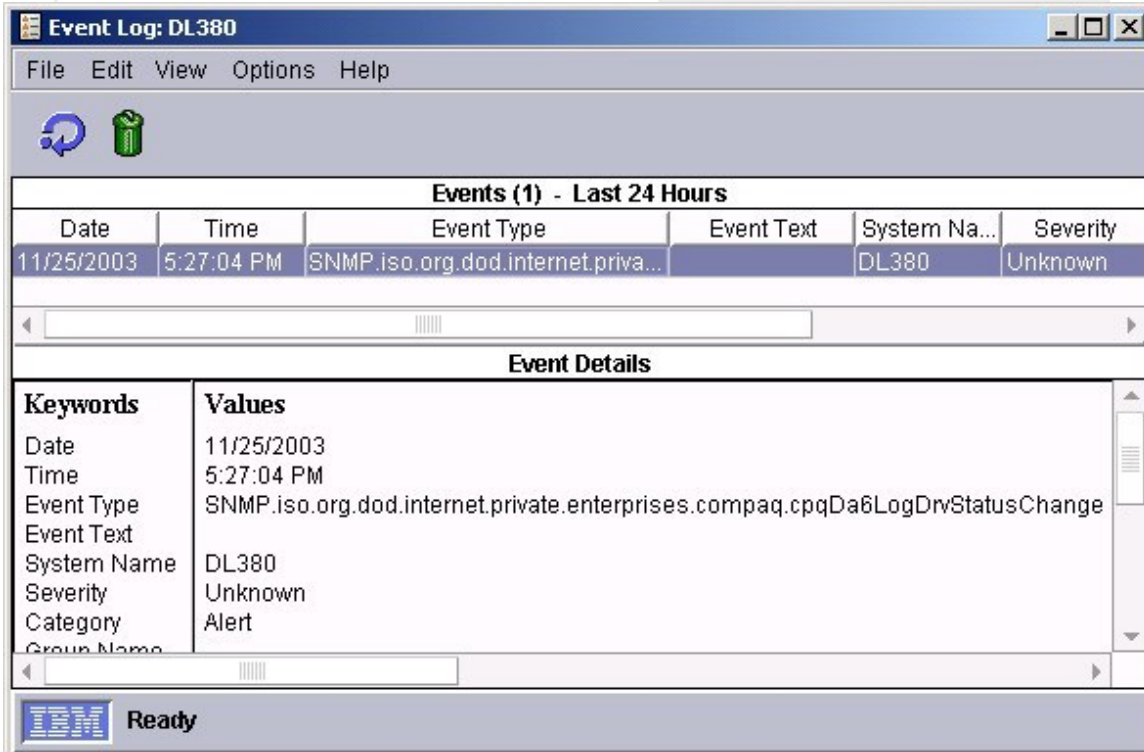 Event Log: DL380
File Edit View Options Help
Events (1) - Last 24 Hours
Date Time Event Type Event Text System Na... Severity
11/25/2003 5:27:04 PM SNMP.iso.org.dod.internet.priva... DL380 Unknown
Event Details
Keywords Values
Date 11/25/2003
Time 5:27:04 PM
Event Type SNMP.iso.org.dod.internet.private.enterprises.compaq.cpqDa6LogDrvStatusChange
Event Text
System Name DL380
Severity Unknown
Category Alert
Group Name
IBM Ready